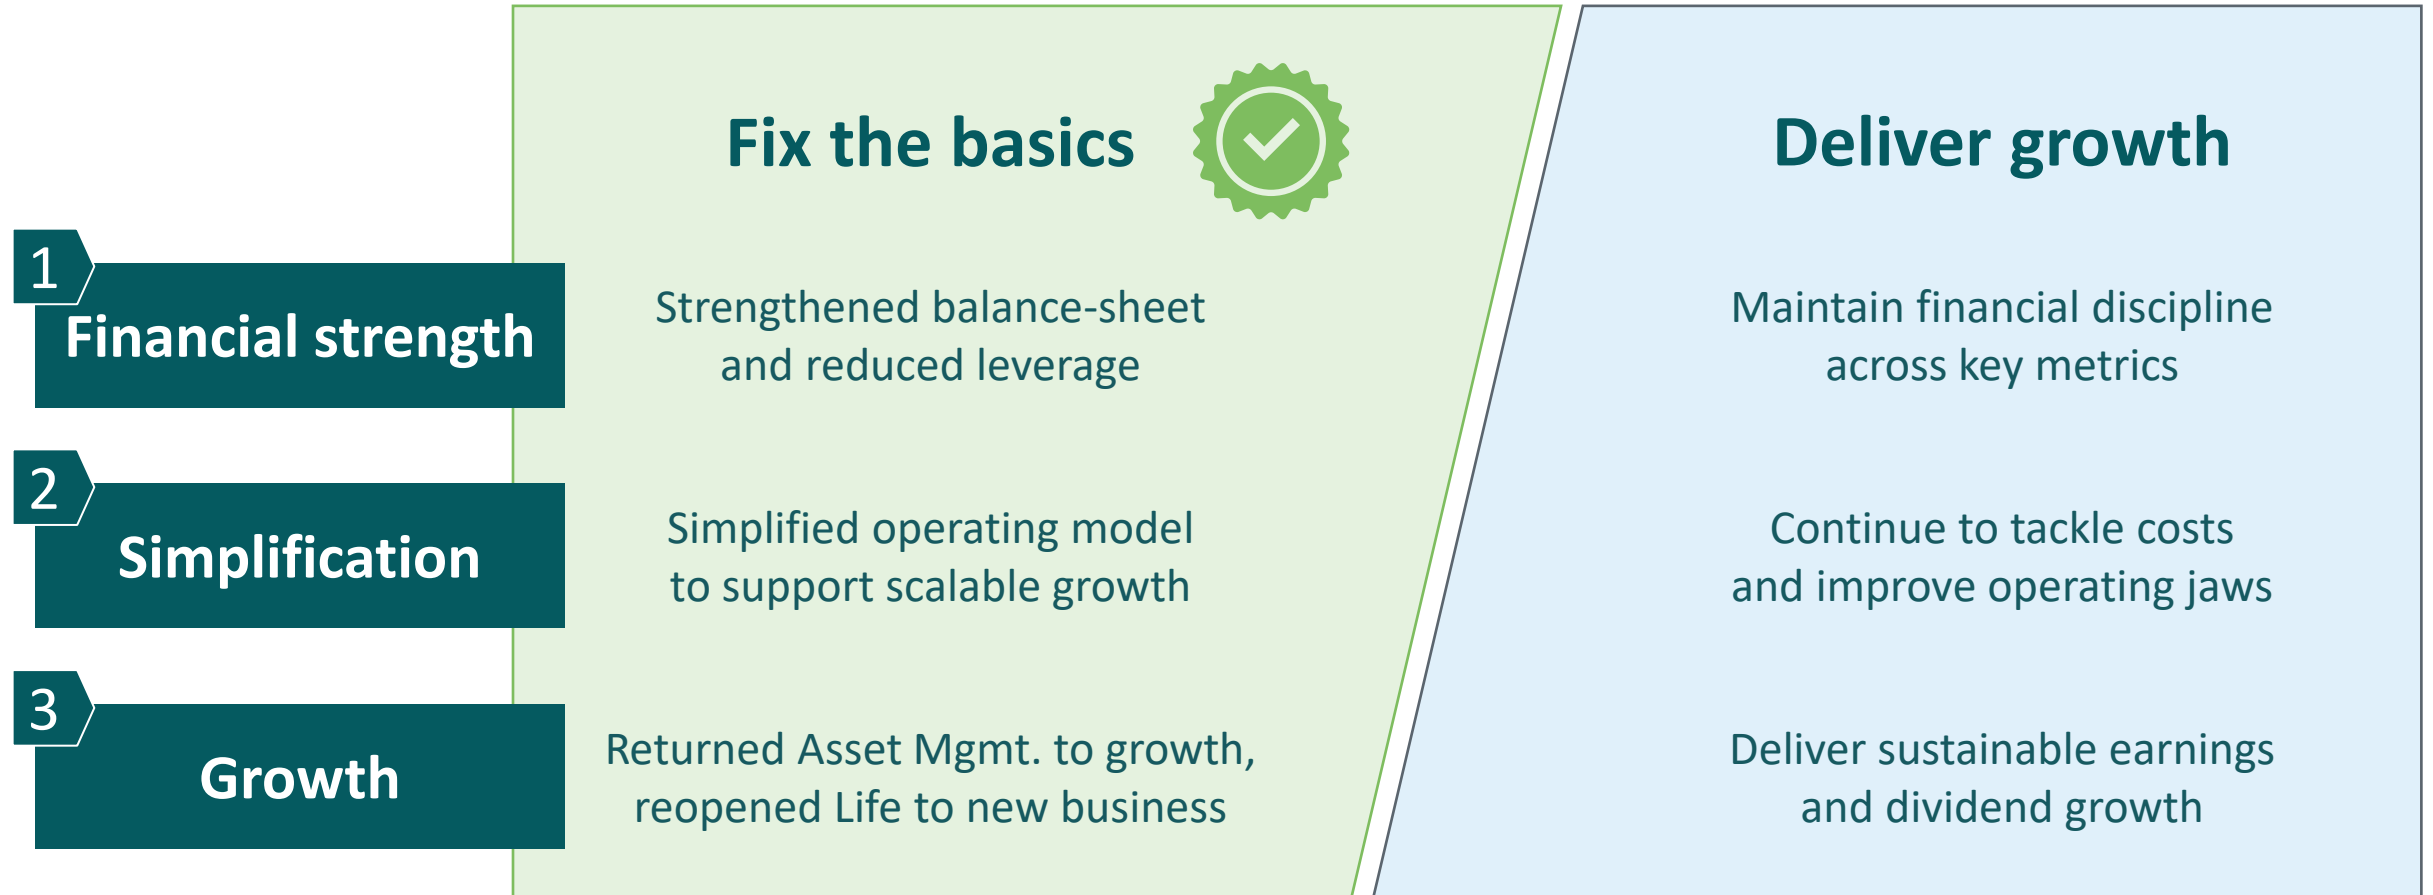 Fix the basics
Deliver growth
1
Financial strength
Strengthened balance-sheet
and reduced leverage
Maintain financial discipline
across key metrics
2
Simplification
Simplified operating model
to support scalable growth
Continue to tackle costs
and improve operating jaws
3
Growth
Returned Asset Mgmt. to growth,
reopened Life to new business
Deliver sustainable earnings
and dividend growth